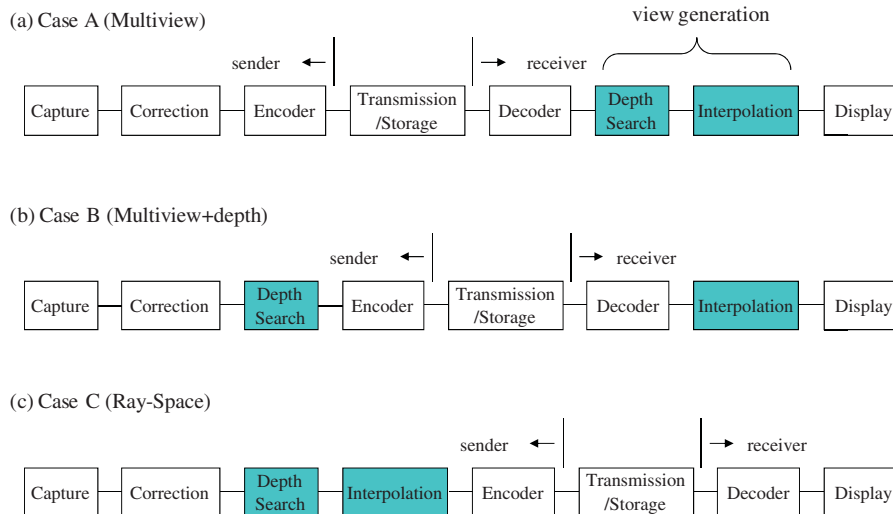 (a) Case A (Multiview)
view generation
sender
receiver
Capture
Correction
Encoder
Transmission
/Storage
Decoder
Depth
Search
Interpolation
Display
(b) Case B (Multiview+depth)
sender
receiver
Capture
Correction
Depth
Search
Encoder
Transmission
/Storage
Decoder
Interpolation
Display
(c) Case C (Ray-Space)
sender
receiver
Capture
Correction
Depth
Search
Interpolation
Encoder
Transmission
/Storage
Decoder
Display